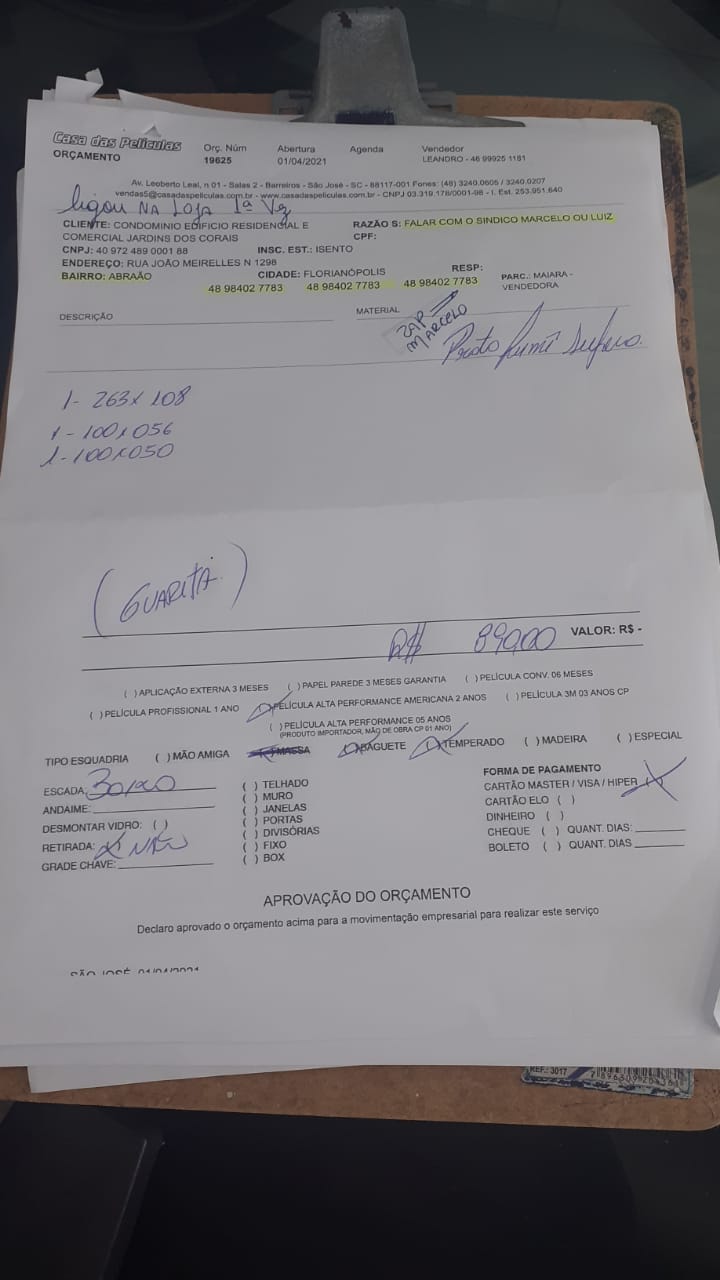 Casa das Películas
ORÇAMENTO
Orç. Núm
19625
Abertura
01/04/2021
Agenda
Vendedor
LEANDRO - 48 99925 1181
Av. Leoberto Leal, n 01 - Salas 2 - Barreiros - São José - SC - 88117-001 Fones: (48) 3240.0605 / 3240.0207
vendas5@casadaspeliculas.com.br - www.casadaspeliculas.com.br - CNPJ 03.319.178/0001-98 - I. Est. 253.951.640
ligou NA LOJA 1ª Vez
CLIENTE: CONDOMINIO EDIFICIO RESIDENCIAL E
COMERCIAL JARDINS DOS CORAIS
RAZÃO S: FALAR COM O SINDICO MARCELO OU LUIZ
CPF:
CNPJ: 40 972 489 0001 88
INSC. EST.: ISENTO
ENDEREÇO: RUA JOÃO MEIRELLES N 1298
BAIRRO: ABRAÃO
CIDADE: FLORIANÓPOLIS
RESP:
48 98402 7783
48 98402 7783
48 98402 7783
PARC.: MAIARA -
VENDEDORA
DESCRIÇÃO
MATERIAL
ZAP
MARCELO
Preto fumê
1- 263x108
1- 100x056
1- 100x050
(GUARITA)
R$ 890,00
VALOR: R$ -
( ) APLICAÇÃO EXTERNA 3 MESES ( ) PAPEL PAREDE 3 MESES GARANTIA ( ) PELÍCULA CONV. 06 MESES
( ) PELÍCULA PROFISSIONAL 1 ANO ( ) PELÍCULA ALTA PERFORMANCE AMERICANA 2 ANOS ( ) PELÍCULA 3M 03 ANOS CP
( ) PELÍCULA ALTA PERFORMANCE 05 ANOS
(PRODUTO IMPORTADOR, MÃO DE OBRA CP 01 ANO)
TIPO ESQUADRIA ( ) MÃO AMIGA ( ) MASSA ( ) BAGUETE ( ) TEMPERADO ( ) MADEIRA ( ) ESPECIAL
ESCADA:
ANDAIME:
DESMONTAR VIDRO: ( )
RETIRADA: X NÃO
GRADE CHAVE:
( ) TELHADO
( ) MURO
( ) JANELAS
( ) PORTAS
( ) DIVISÓRIAS
( ) FIXO
( ) BOX
FORMA DE PAGAMENTO
CARTÃO MASTER / VISA / HIPER X
CARTÃO ELO ( )
DINHEIRO ( )
CHEQUE ( ) QUANT. DIAS:
BOLETO ( ) QUANT. DIAS
APROVAÇÃO DO ORÇAMENTO
Declaro aprovado o orçamento acima para a movimentação empresarial para realizar este serviço
SÃO JOSÉ, 01/04/2021
REF.: 3017